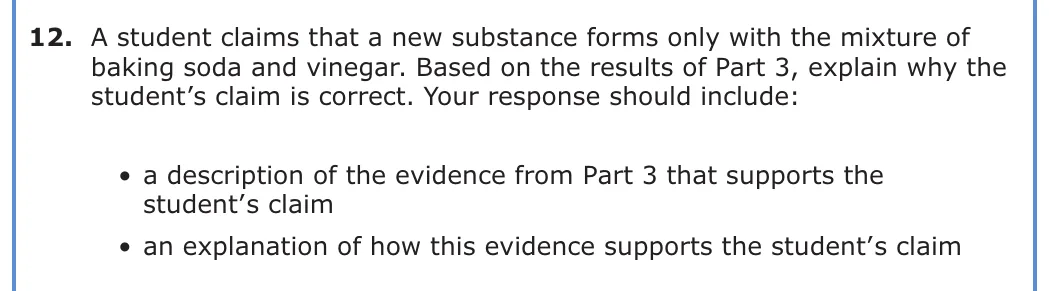 12. A student claims that a new substance forms only with the mixture of
baking soda and vinegar. Based on the results of Part 3, explain why the
student’s claim is correct. Your response should include:
• a description of the evidence from Part 3 that supports the
student’s claim
• an explanation of how this evidence supports the student’s claim